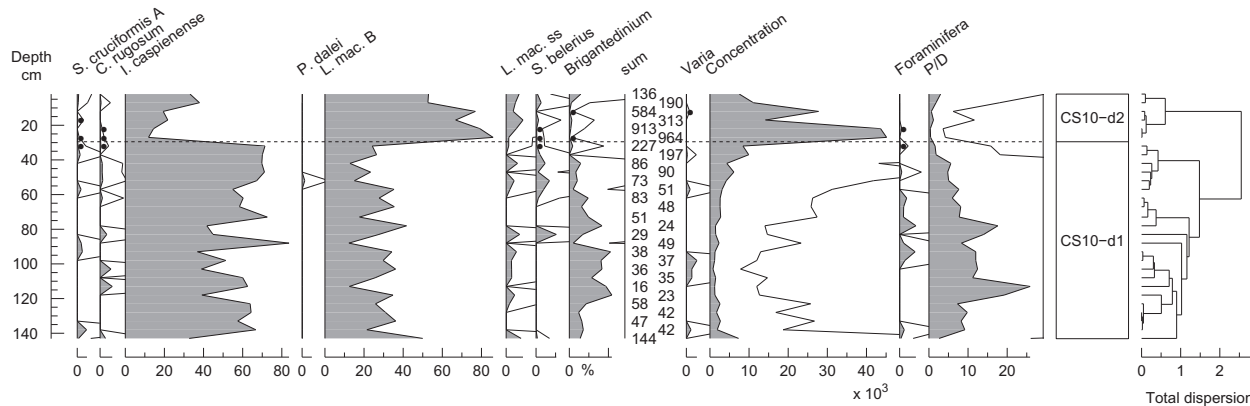 S. cruciformis A
C. rugosum
I. caspienense
P. dalei
L. mac. B
L. mac. ss
S. belerius
Brigantedinium
sum
Varia
Concentration
Foraminifera
P/D
Depth
cm
20
40
60
80
100
120
140
136
584
913
227
86
73
83
51
29
38
36
16
58
47
144
190
313
964
197
90
51
48
24
49
37
35
23
42
42
CS10-d2
CS10-d1
0 0 0 20 40 60 80 0 0 20 40 60 80 0 0 0 % 0 0 10 20 30 40 0 0 10 20 0 1 2
x 10³
Total dispersion